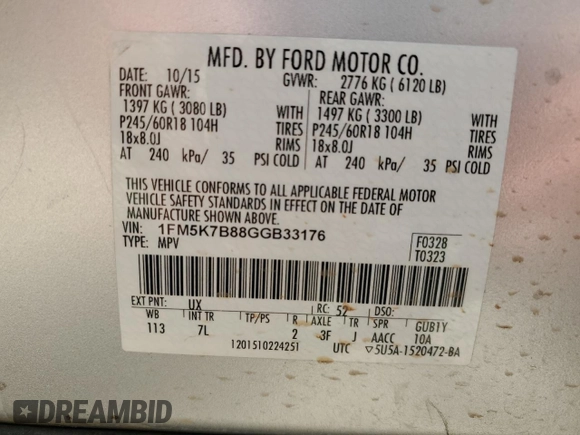 MFD. BY FORD MOTOR CO.
DATE: 10/15 GVWR: 2776 KG ( 6120 LB)
FRONT GAWR: REAR GAWR:
1397 KG ( 3080 LB) WITH 1497 KG ( 3300 LB) WITH
P245/60R18 104H TIRES P245/60R18 104H TIRES
18x8.0J RIMS 18x8.0J RIMS
AT 240 kPa/ 35 PSI COLD AT 240 kPa/ 35 PSI COLD
THIS VEHICLE CONFORMS TO ALL APPLICABLE FEDERAL MOTOR
VEHICLE SAFETY STANDARDS IN EFFECT ON THE DATE OF
MANUFACTURE SHOWN ABOVE.
VIN: 1FM5K7B88GGB33176 F0328
TYPE: MPV T0323
EXT PNT: UX RC: 52 DSO:
WB INT TR TP/PS R AXLE TR SPR GUB1Y
113 7L 2 3F J AACC 10A
1201510224251 UTC ▽5U5A-1520472-BA
DREAMBID